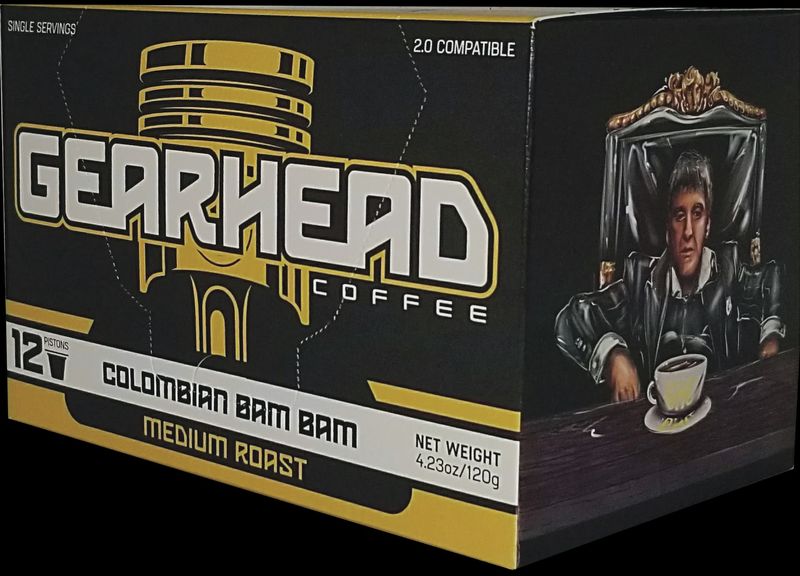 SINGLE SERVINGS
2.0 COMPATIBLE
GEARHEAD
COFFEE
12 PISTONS
COLOMBIAN BAM BAM
MEDIUM ROAST
NET WEIGHT
4.23oz/120g